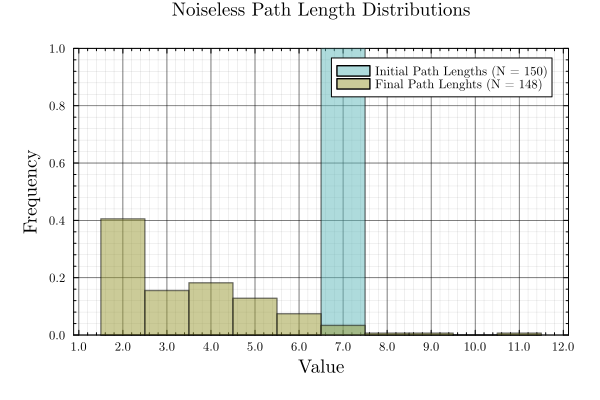 Noiseless Path Length Distributions
1.0
Initial Path Lengths (N = 150)
Final Path Lenghts (N = 148)
0.8
0.6
Frequency
0.4
0.2
0.0
1.0 2.0 3.0 4.0 5.0 6.0 7.0 8.0 9.0 10.0 11.0 12.0
Value